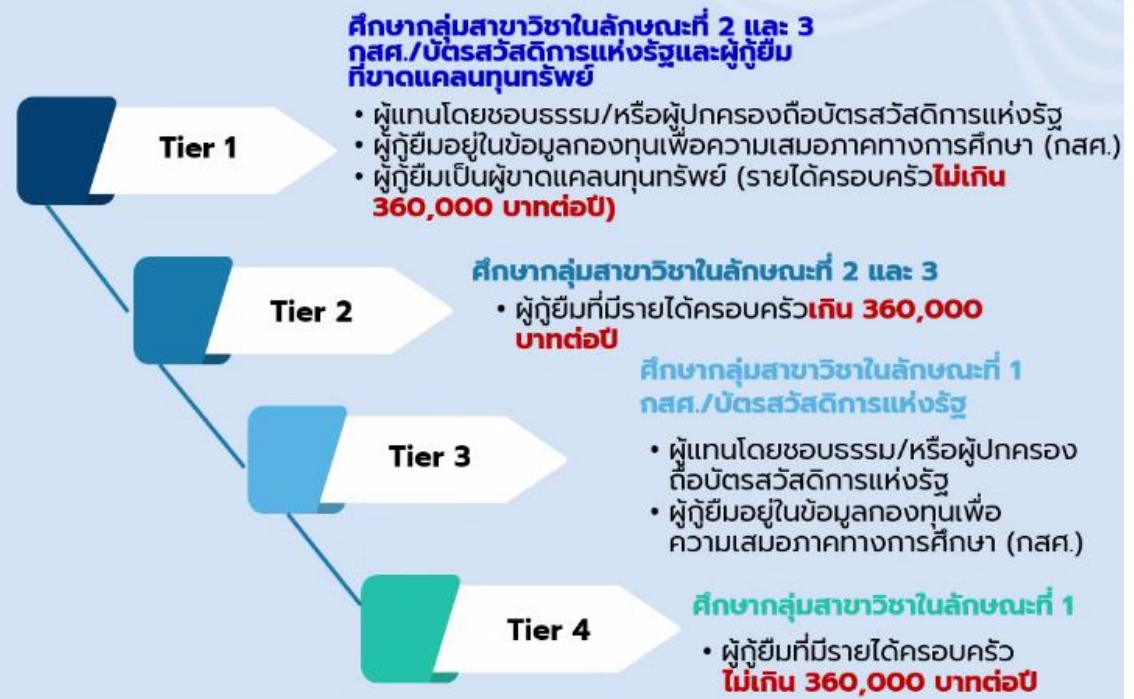 ศึกษากลุ่มสาขาวิชาในลักษณะที่ 2 และ 3
กสศ./บัตรสวัสดิการแห่งรัฐและผู้กู้ยืม
ที่ขาดแคลนทุนทรัพย์
Tier 1
• ผู้แทนโดยชอบธรรม/หรือผู้ปกครองถือบัตรสวัสดิการแห่งรัฐ
• ผู้กู้ยืมอยู่ในข้อมูลกองทุนเพื่อความเสมอภาคทางการศึกษา (กสศ.)
• ผู้กู้ยืมเป็นผู้ขาดแคลนทุนทรัพย์ (รายได้ครอบครัวไม่เกิน
360,000 บาทต่อปี)
ศึกษากลุ่มสาขาวิชาในลักษณะที่ 2 และ 3
Tier 2
• ผู้กู้ยืมที่มีรายได้ครอบครัวเกิน 360,000
บาทต่อปี
ศึกษากลุ่มสาขาวิชาในลักษณะที่ 1
กสศ./บัตรสวัสดิการแห่งรัฐ
Tier 3
• ผู้แทนโดยชอบธรรม/หรือผู้ปกครอง
ถือบัตรสวัสดิการแห่งรัฐ
• ผู้กู้ยืมอยู่ในข้อมูลกองทุนเพื่อ
ความเสมอภาคทางการศึกษา (กสศ.)
ศึกษากลุ่มสาขาวิชาในลักษณะที่ 1
Tier 4
• ผู้กู้ยืมที่มีรายได้ครอบครัว
ไม่เกิน 360,000 บาทต่อปี